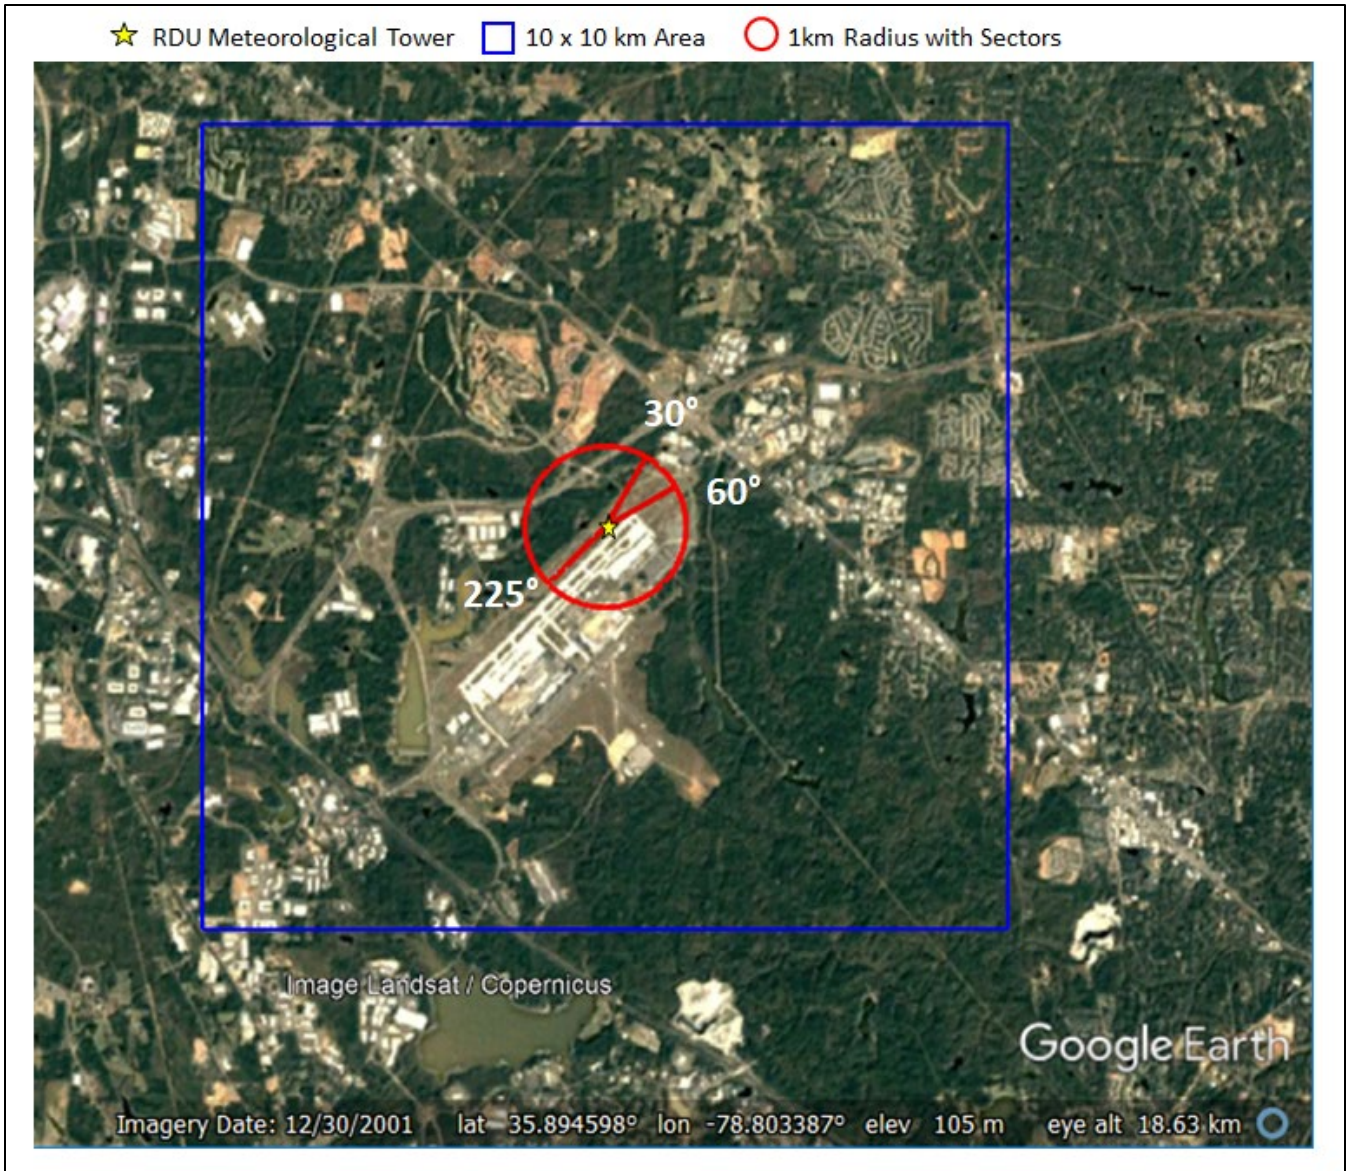 RDU Meteorological Tower 10 x 10 km Area 1km Radius with Sectors
30°
60°
225°
Image Landsat / Copernicus
Google Earth
Imagery Date: 12/30/2001 lat 35.894598° lon -78.803387° elev 105 m eye alt 18.63 km